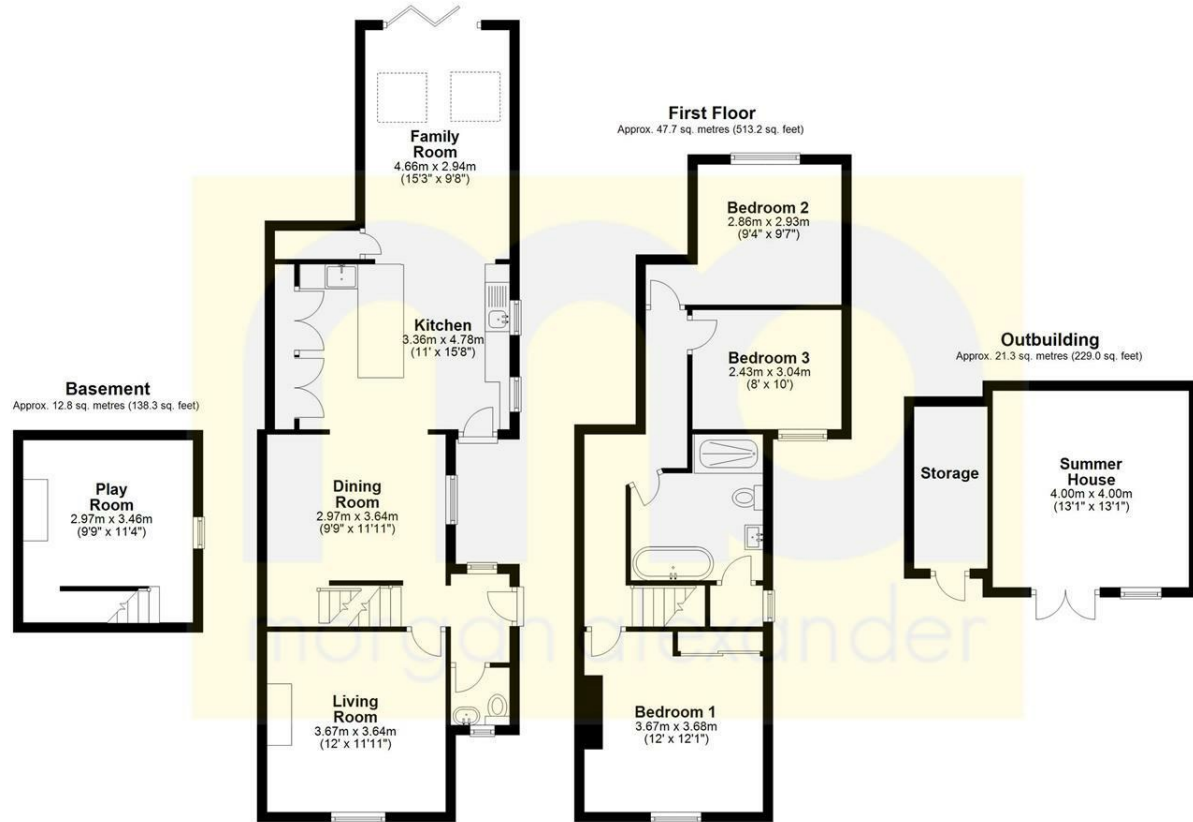 Family
Room
4.66m x 2.94m
(15'3" x 9'8")
Kitchen
3.36m x 4.78m
(11' x 15'8")
Basement
Approx. 12.8 sq. metres (138.3 sq. feet)
Play
Room
2.97m x 3.46m
(9'9" x 11'4")
Dining
Room
2.97m x 3.64m
(9'9" x 11'11")
Living
Room
3.67m x 3.64m
(12' x 11'11")
First Floor
Approx. 47.7 sq. metres (513.2 sq. feet)
Bedroom 2
2.86m x 2.93m
(9'4" x 9'7")
Bedroom 3
2.43m x 3.04m
(8' x 10')
Bedroom 1
3.67m x 3.68m
(12' x 12'1")
Outbuilding
Approx. 21.3 sq. metres (229.0 sq. feet)
Storage
Summer
House
4.00m x 4.00m
(13'1" x 13'1")
morgan alexander